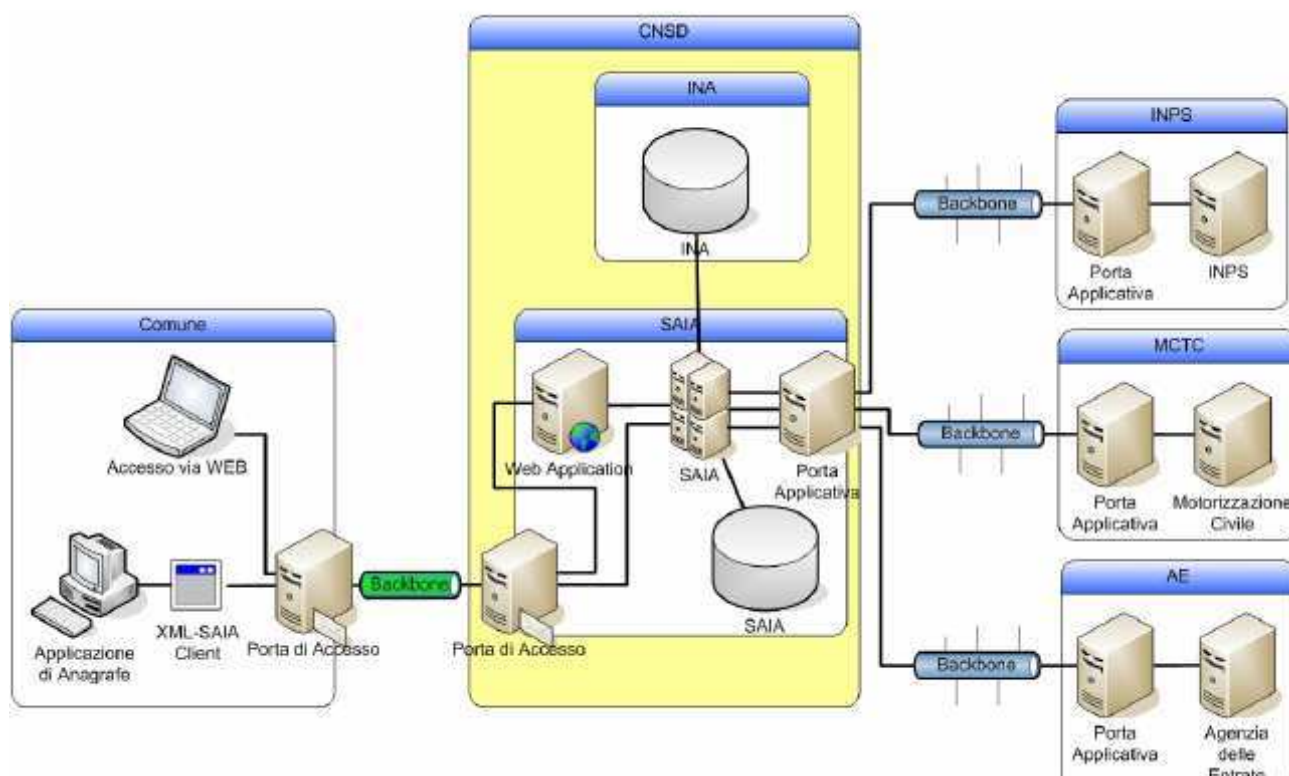 CNSD
INA
INA
INPS
Backbone
Porta
Applicativa
INPS
Comune
Accesso via WEB
Applicazione
di Anagrafe
XML-SAIA
Client
Porta di Accesso
Backbone
Porta di Accesso
SAIA
Web Application
SAIA
Porta
Applicativa
SAIA
MCTC
Backbone
Porta
Applicativa
Motorizzazione
Civile
AE
Backbone
Porta
Applicativa
Agenzia
delle
Entrate